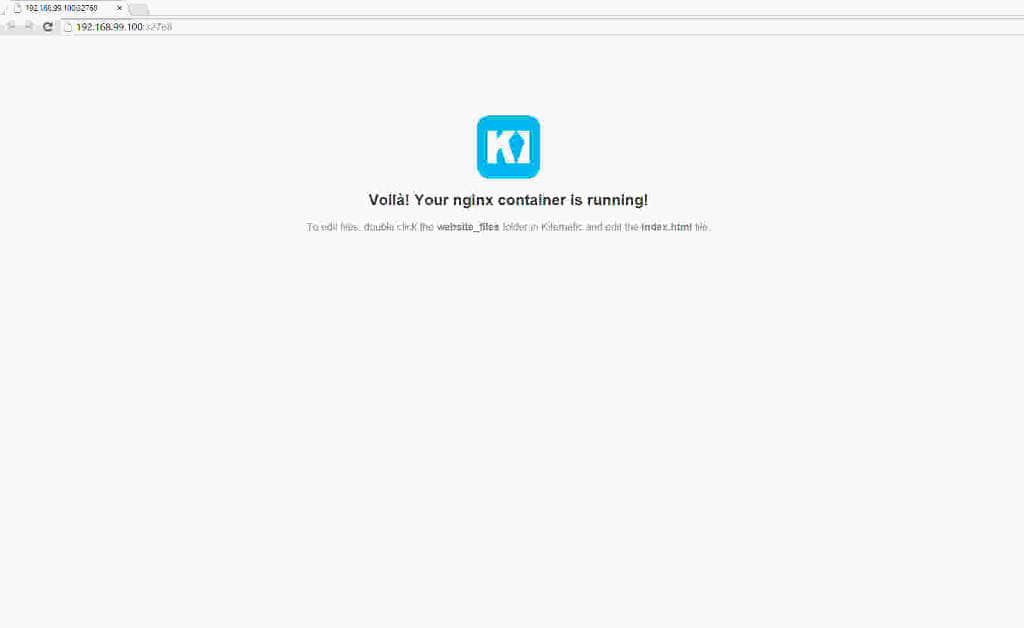 192.168.99.100:32768
192.168.99.100:32768
K
Voilà! Your nginx container is running!
To edit files, double click the website_files folder in Kitematic and edit the index.html file.